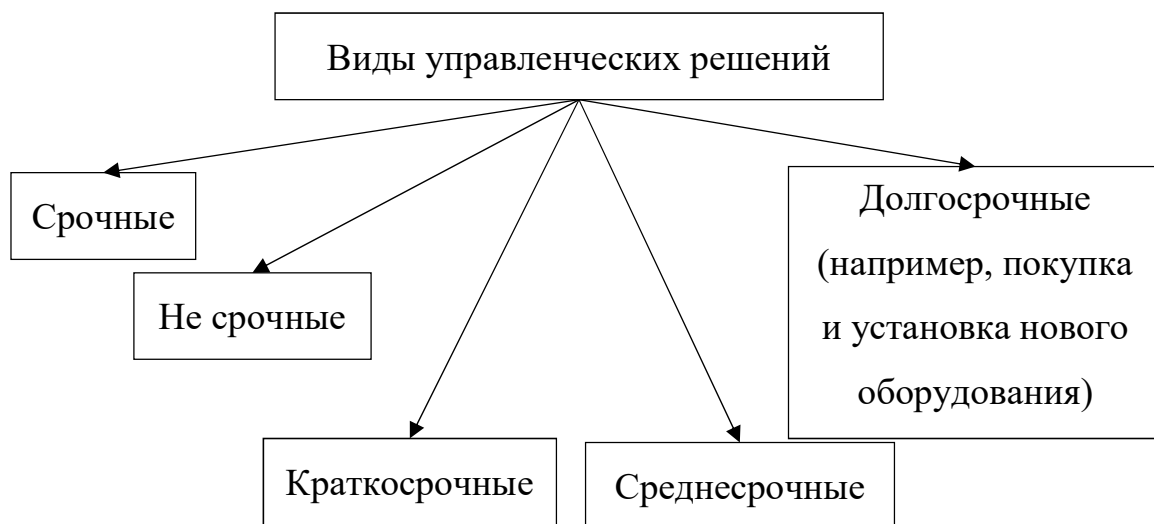 Виды управленческих решений
Срочные
Не срочные
Краткосрочные
Среднесрочные
Долгосрочные
(например, покупка
и установка нового
оборудования)